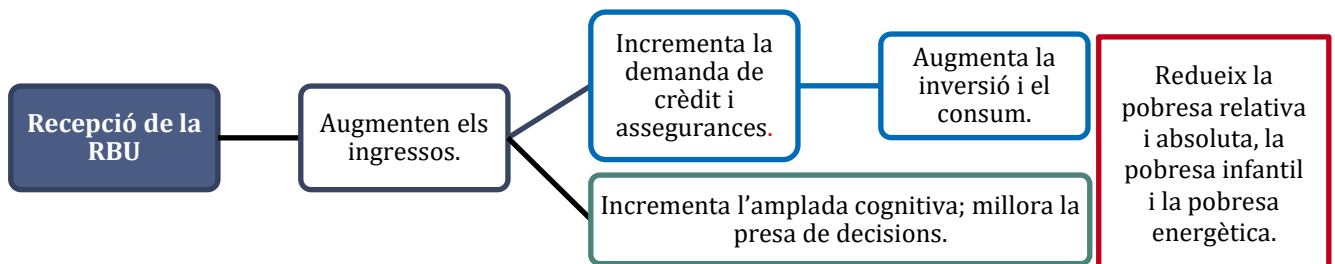 Recepció de la
RBU
Augmenten els
ingressos.
Incrementa la
demanda de
crèdit i
assegurances.
Augmenta la
inversió i el
consum.
Incrementa l’amplada cognitiva; millora la
presa de decisions.
Redueix la
pobresa relativa
i absoluta, la
pobresa infantil
i la pobresa
energètica.